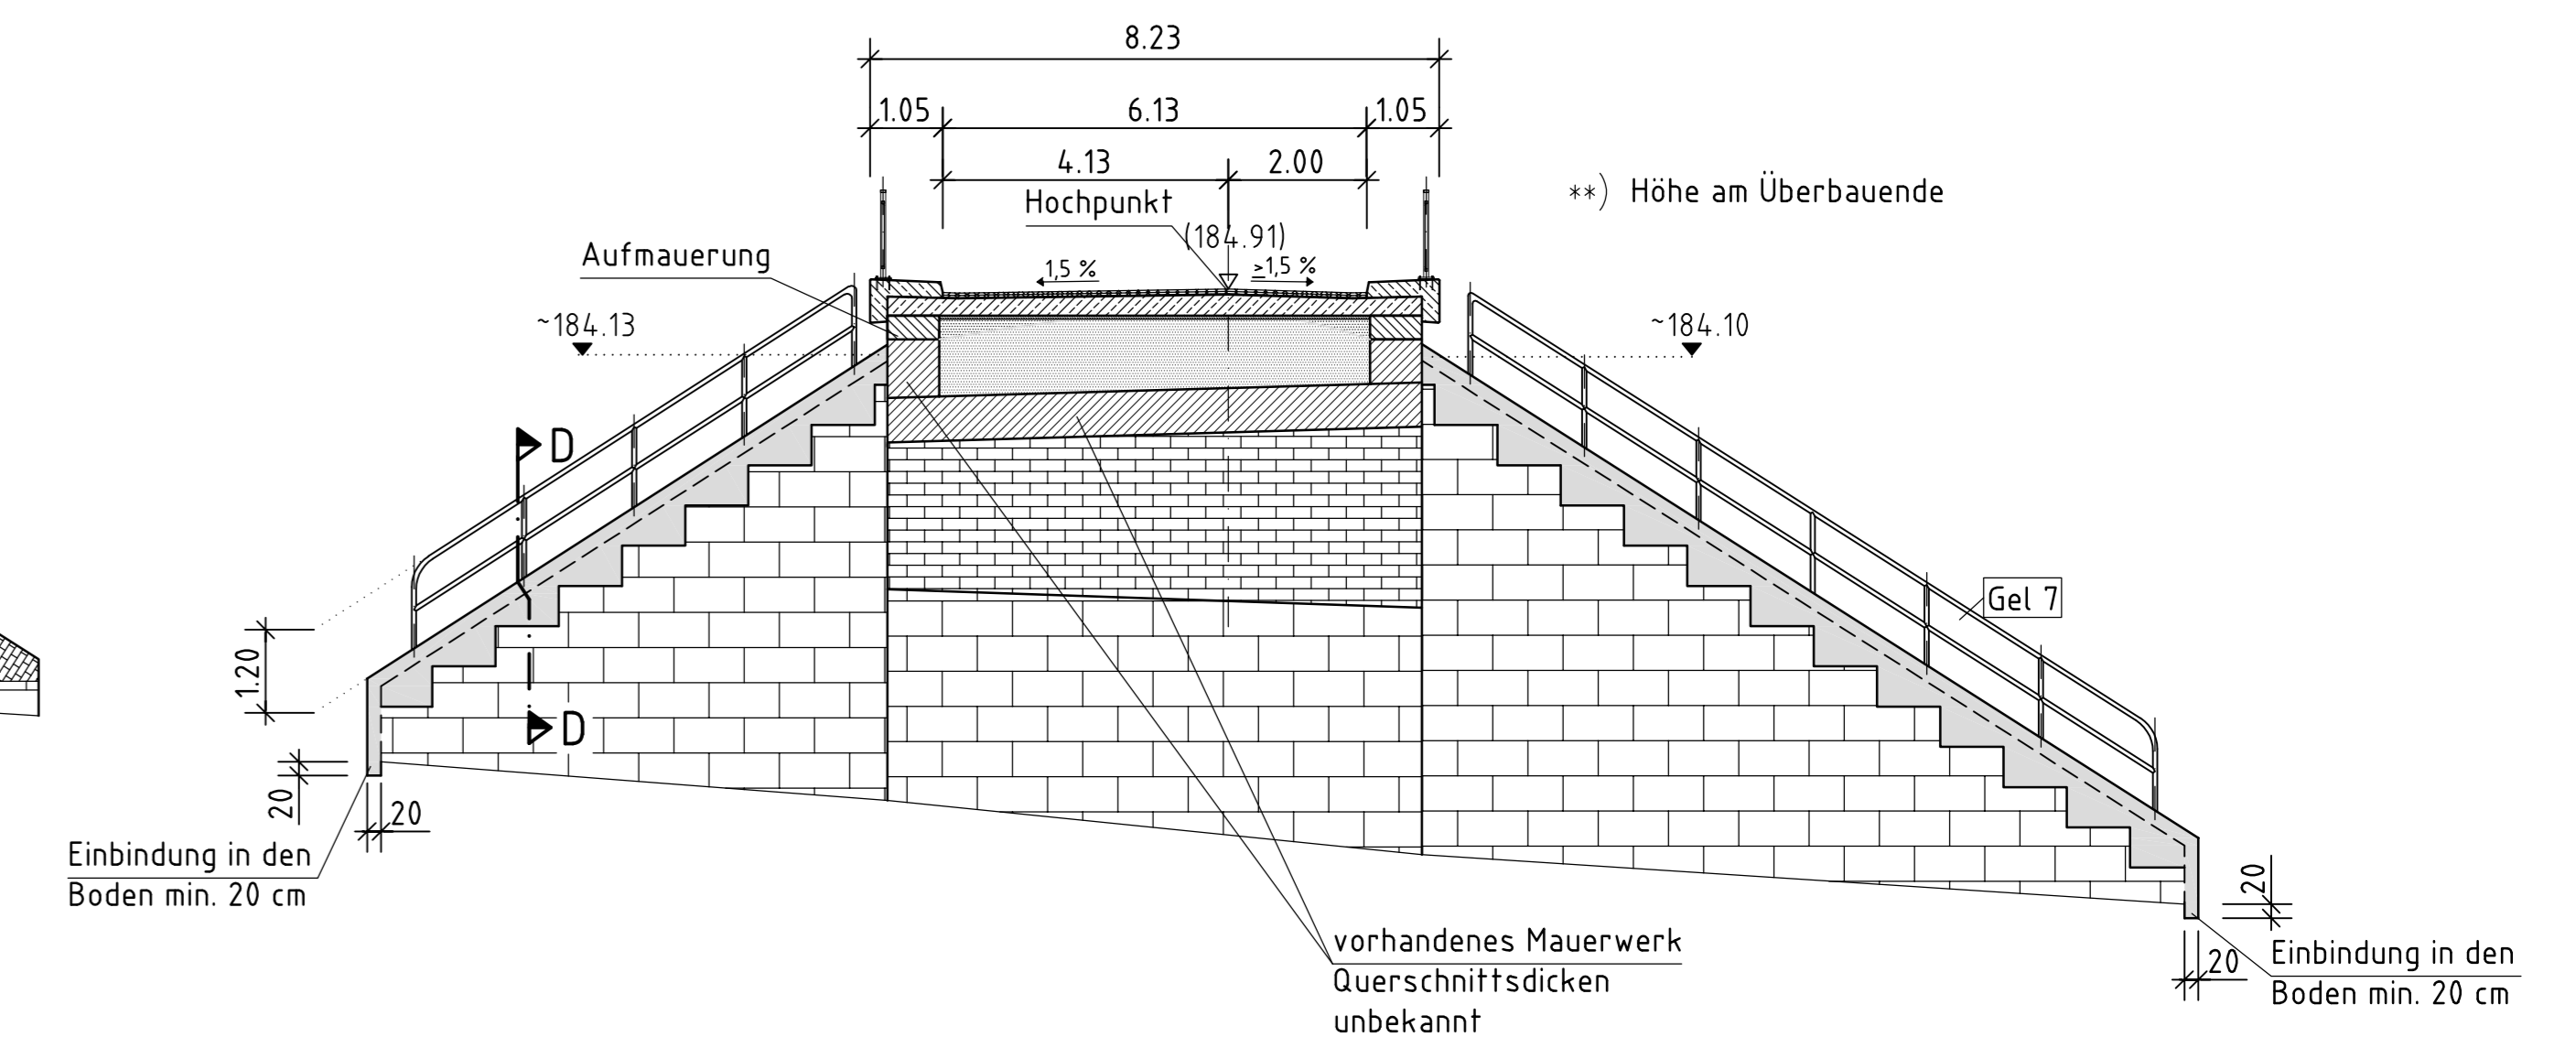 8.23
1.05 6.13 1.05
4.13 2.00
Hochpunkt
**) Höhe am Überbauende
(184.91)
Aufmauerung
1,5 % ≥1,5 %
~184.13
~184.10
D
Gel 7
1.20
D
20
20
Einbindung in den
Boden min. 20 cm
20
20
vorhandenes Mauerwerk
Querschnittsdicken
unbekannt
Einbindung in den
Boden min. 20 cm